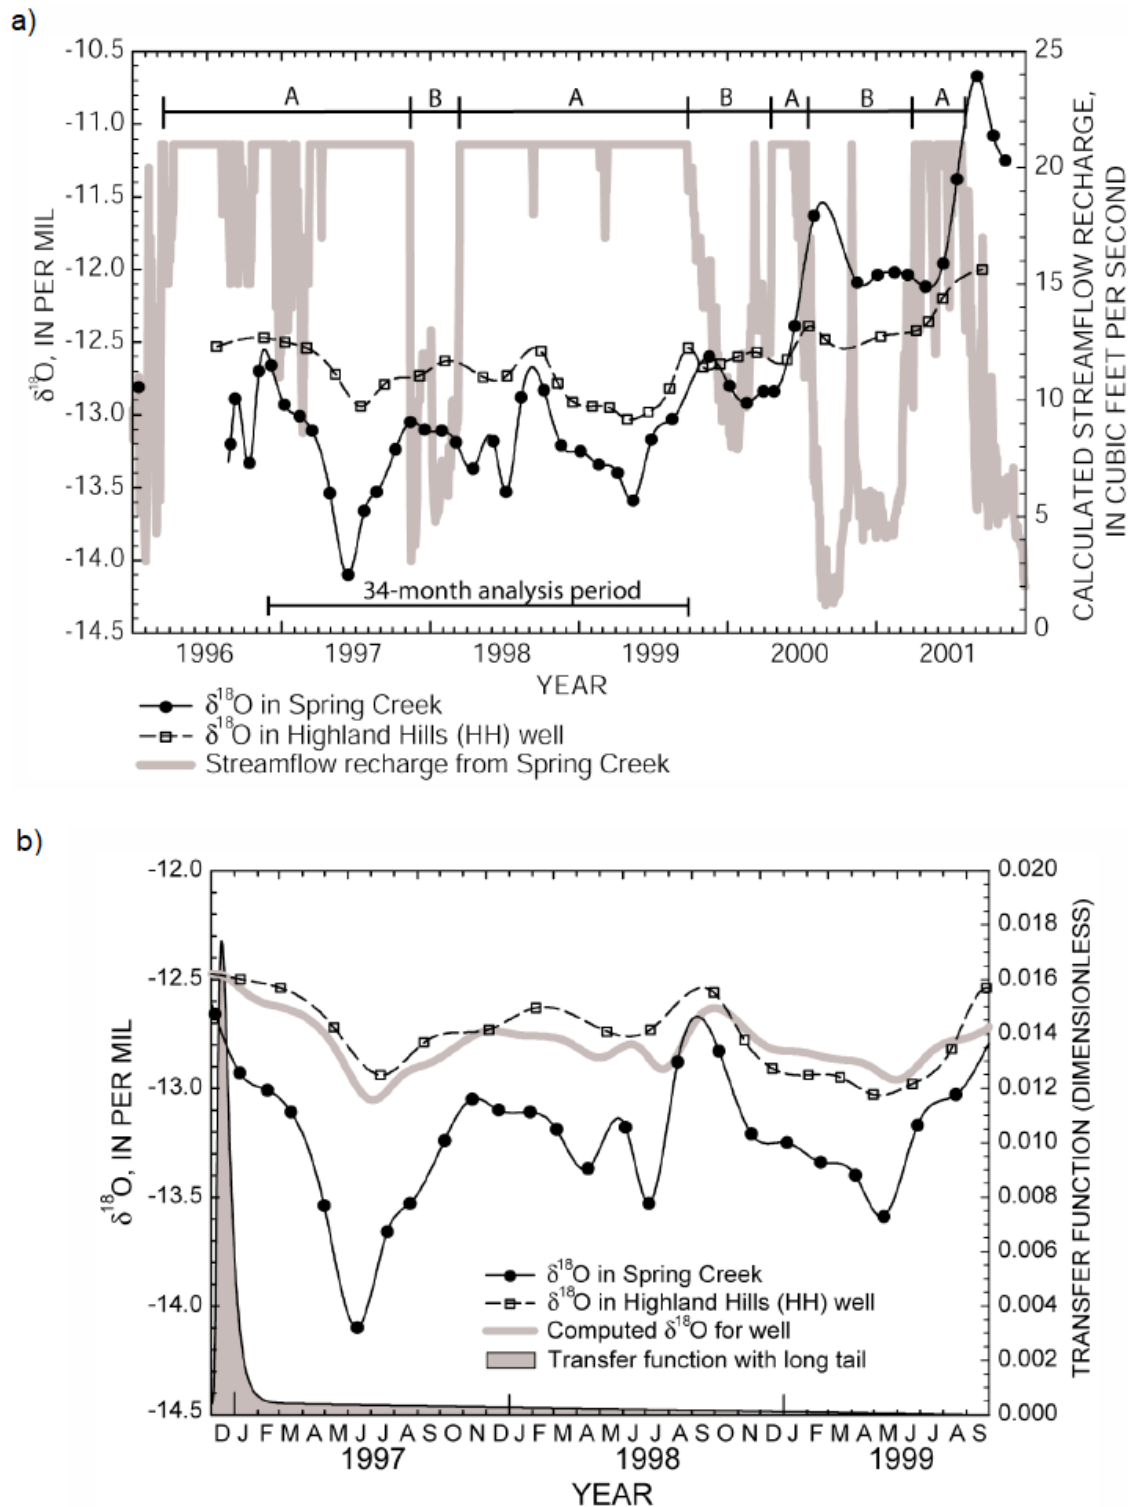 a)
-10.5
-11.0
-11.5
-12.0
-12.5
-13.0
-13.5
-14.0
-14.5
δ18O, IN PER MIL
A
B
A
B
A
B
A
25
20
15
10
5
0
CALCULATED STREAMFLOW RECHARGE,
IN CUBIC FEET PER SECOND
34-month analysis period
1996 1997 1998 1999 2000 2001
YEAR
δ18O in Spring Creek
δ18O in Highland Hills (HH) well
Streamflow recharge from Spring Creek
b)
-12.0
-12.5
-13.0
-13.5
-14.0
-14.5
δ18O, IN PER MIL
0.020
0.018
0.016
0.014
0.012
0.010
0.008
0.006
0.004
0.002
0.000
TRANSFER FUNCTION (DIMENSIONLESS)
δ18O in Spring Creek
δ18O in Highland Hills (HH) well
Computed δ18O for well
Transfer function with long tail
D J F M A M J J A S O N D J F M A M J J A S O N D J F M A M J J A S
1997 1998 1999
YEAR